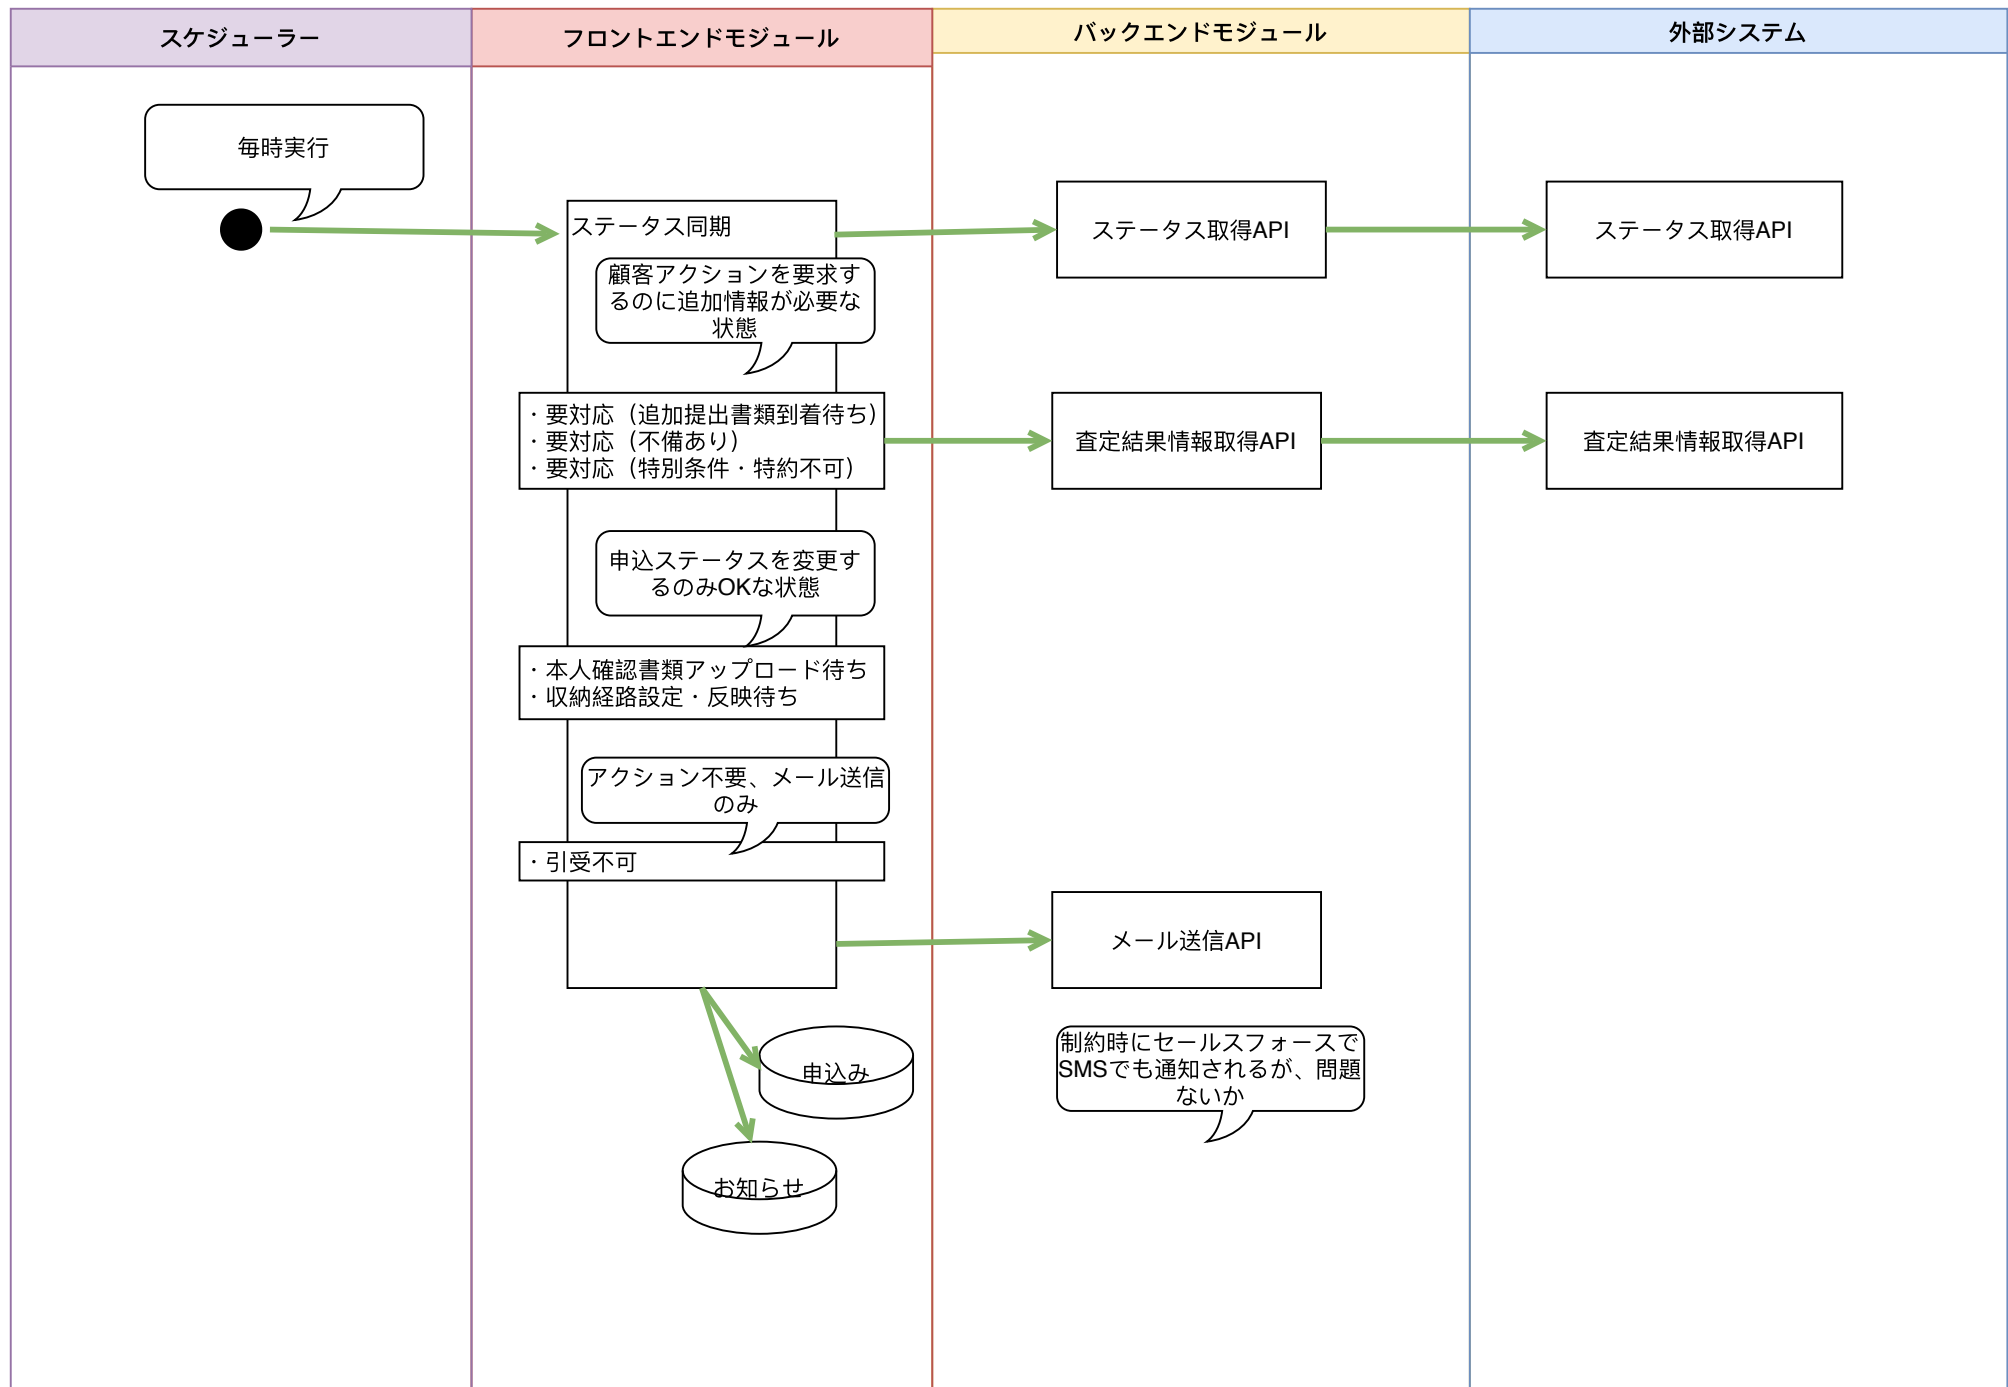 スケジューラー
フロントエンドモジュール
バックエンドモジュール
外部システム
毎時実行
ステータス同期
ステータス取得API
ステータス取得API
顧客アクションを要求す
るのに追加情報が必要な
状態
・要対応（追加提出書類到着待ち）
・要対応（不備あり）
・要対応（特別条件・特約不可）
査定結果情報取得API
査定結果情報取得API
申込ステータスを変更す
るのみOKな状態
・本人確認書類アップロード待ち
・収納経路設定・反映待ち
アクション不要、メール送信
のみ
・引受不可
メール送信API
申込み
制約時にセールスフォースで
SMSでも通知されるが、問題
ないか
お知らせ